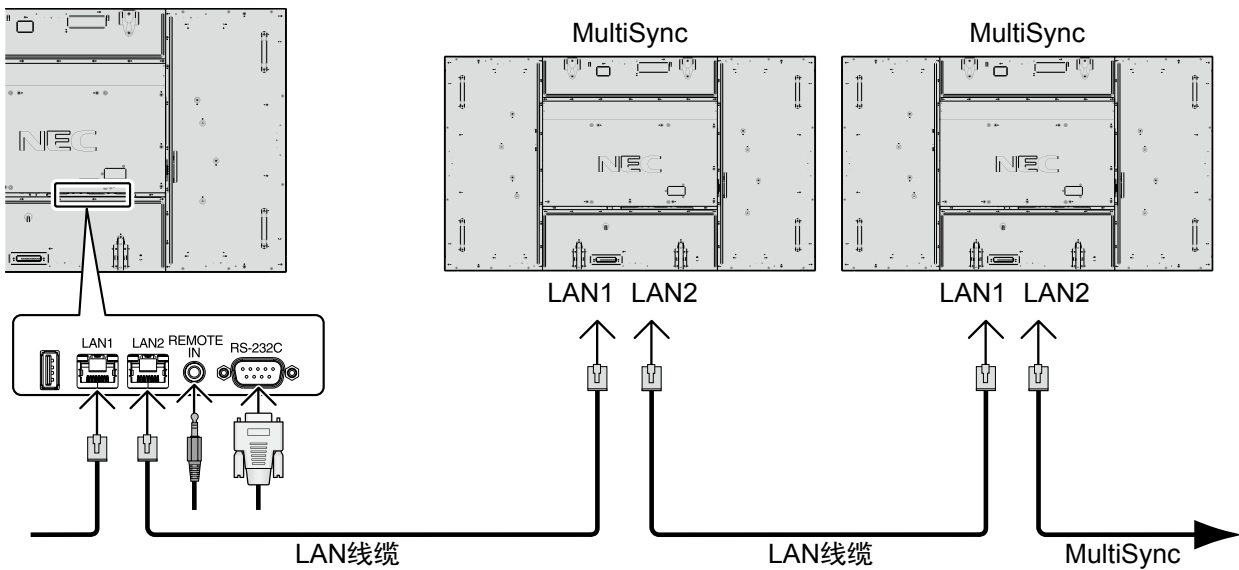 MultiSync
MultiSync
NEC
NEC
NEC
LAN1 LAN2
LAN1 LAN2
LAN1 LAN2 REMOTE IN RS-232C
LAN线缆
LAN线缆
MultiSync